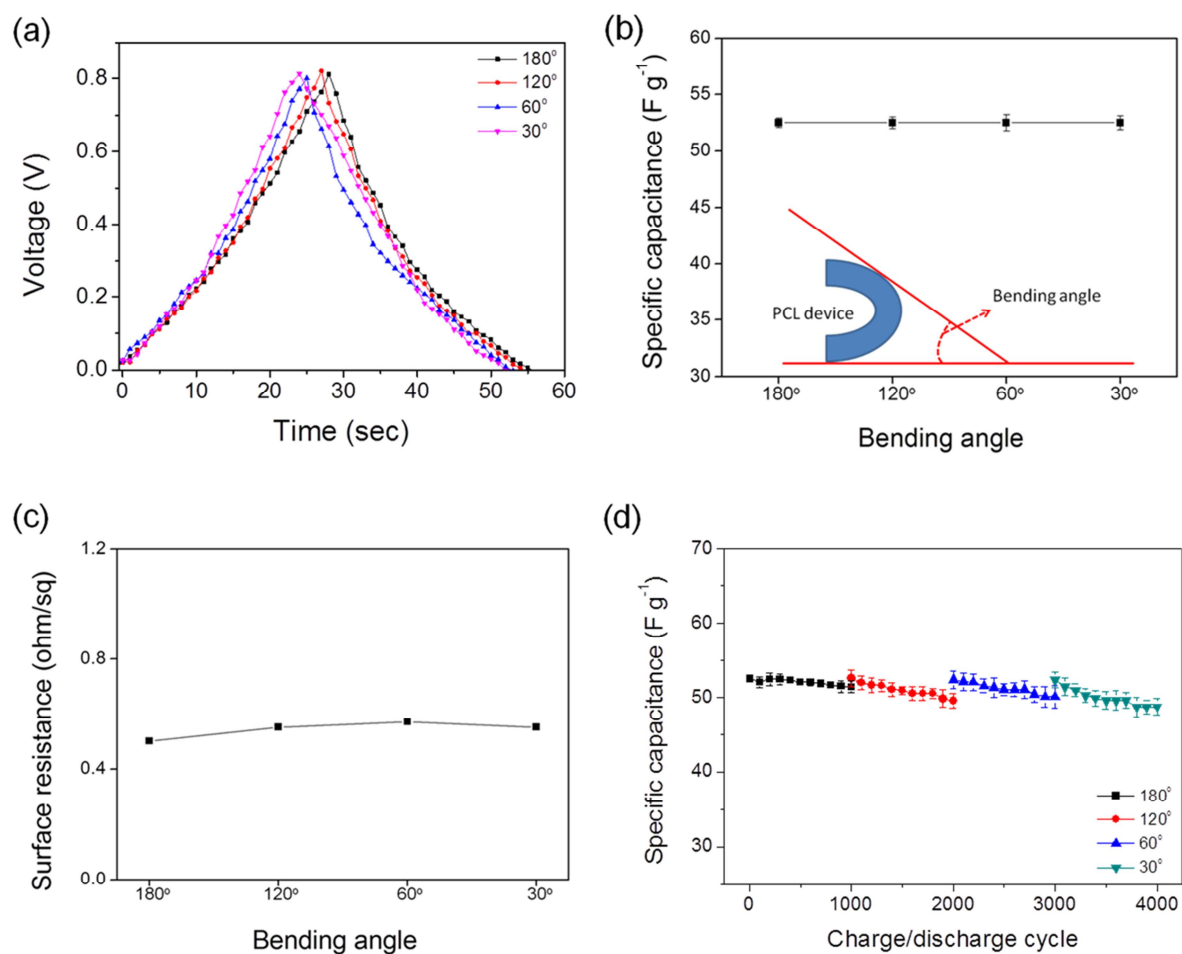 (a)
Voltage (V)
0.8
0.6
0.4
0.2
0.0
180°
120°
60°
30°
0 10 20 30 40 50 60
Time (sec)
(b)
Specific capacitance (F g⁻¹)
60
55
50
45
40
35
30
PCL device
Bending angle
180° 120° 60° 30°
Bending angle
(c)
Surface resistance (ohm/sq)
1.2
0.8
0.4
0.0
180° 120° 60° 30°
Bending angle
(d)
Specific capacitance (F g⁻¹)
70
60
50
52
50
40
30
180°
120°
60°
30°
0 1000 2000 3000 4000
Charge/discharge cycle